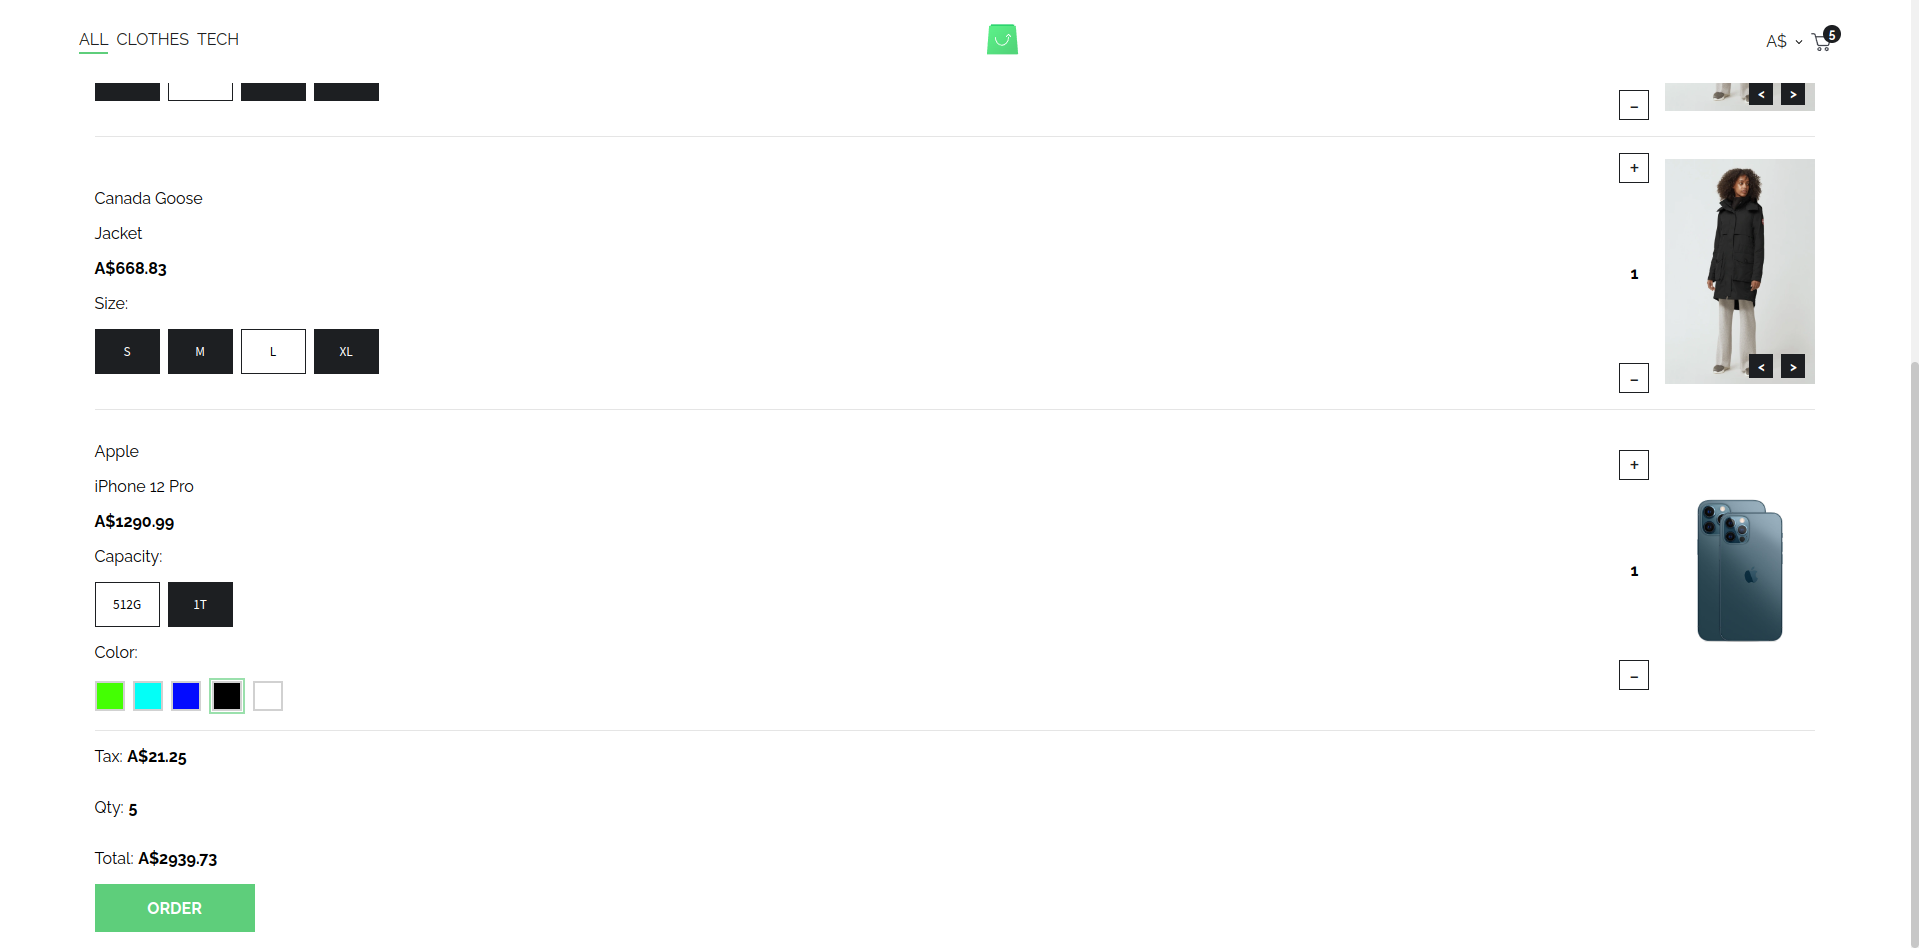 ALL CLOTHES TECH
A$ 5
-
< >
+
Canada Goose
Jacket
A$668.83
1
Size:
S M L XL
< >
-
Apple
+
iPhone 12 Pro
A$1290.99
Capacity:
1
512G 1T
Color:
-
Tax: A$21.25
Qty: 5
Total: A$2939.73
ORDER